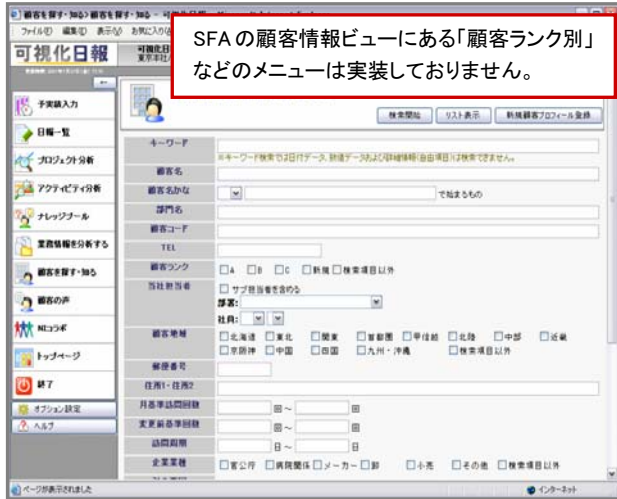 顧客を探す・知る>顧客を探す・知る - 可視化日報
ファイル(F) 編集(E) 表示(V) お気に入り(A)
SFAの顧客情報ビューにある「顧客ランク別」
などのメニューは実装しておりません。
可視化日報
可視化日
東京本社
検索開始 リスト表示 新規顧客プロフィール登録
予実績入力
日報一覧
プロジェクト分析
アクティビティ分析
ナレッジプール
業務情報を分析する
顧客を探す・知る
顧客の声
NIコラボ
トップページ
終了
オプション設定
ヘルプ
キーワード
※キーワード検索では日付データ、数値データおよび詳細情報(自由項目)は検索できません。
顧客名
顧客名かな で始まるもの
部門名
顧客コード
TEL
顧客ランク □A □B □C □新規 □検索項目以外
当社担当者 □サブ担当者を含める
部署:
社員:
顧客地域 □北海道 □東北 □関東 □首都圏 □甲信越 □北陸 □中部 □近畿
□京阪神 □中国 □四国 □九州・沖縄 □検索項目以外
郵便番号
住所1・住所2
月基準訪問回数 回~ 回
変更前基準回数 回~ 回
訪問周期 日~ 日
企業業種 □官公庁 □病院関係 □メーカー □卸 □小売 □その他 □検索項目以外
ページが表示されました
インターネット